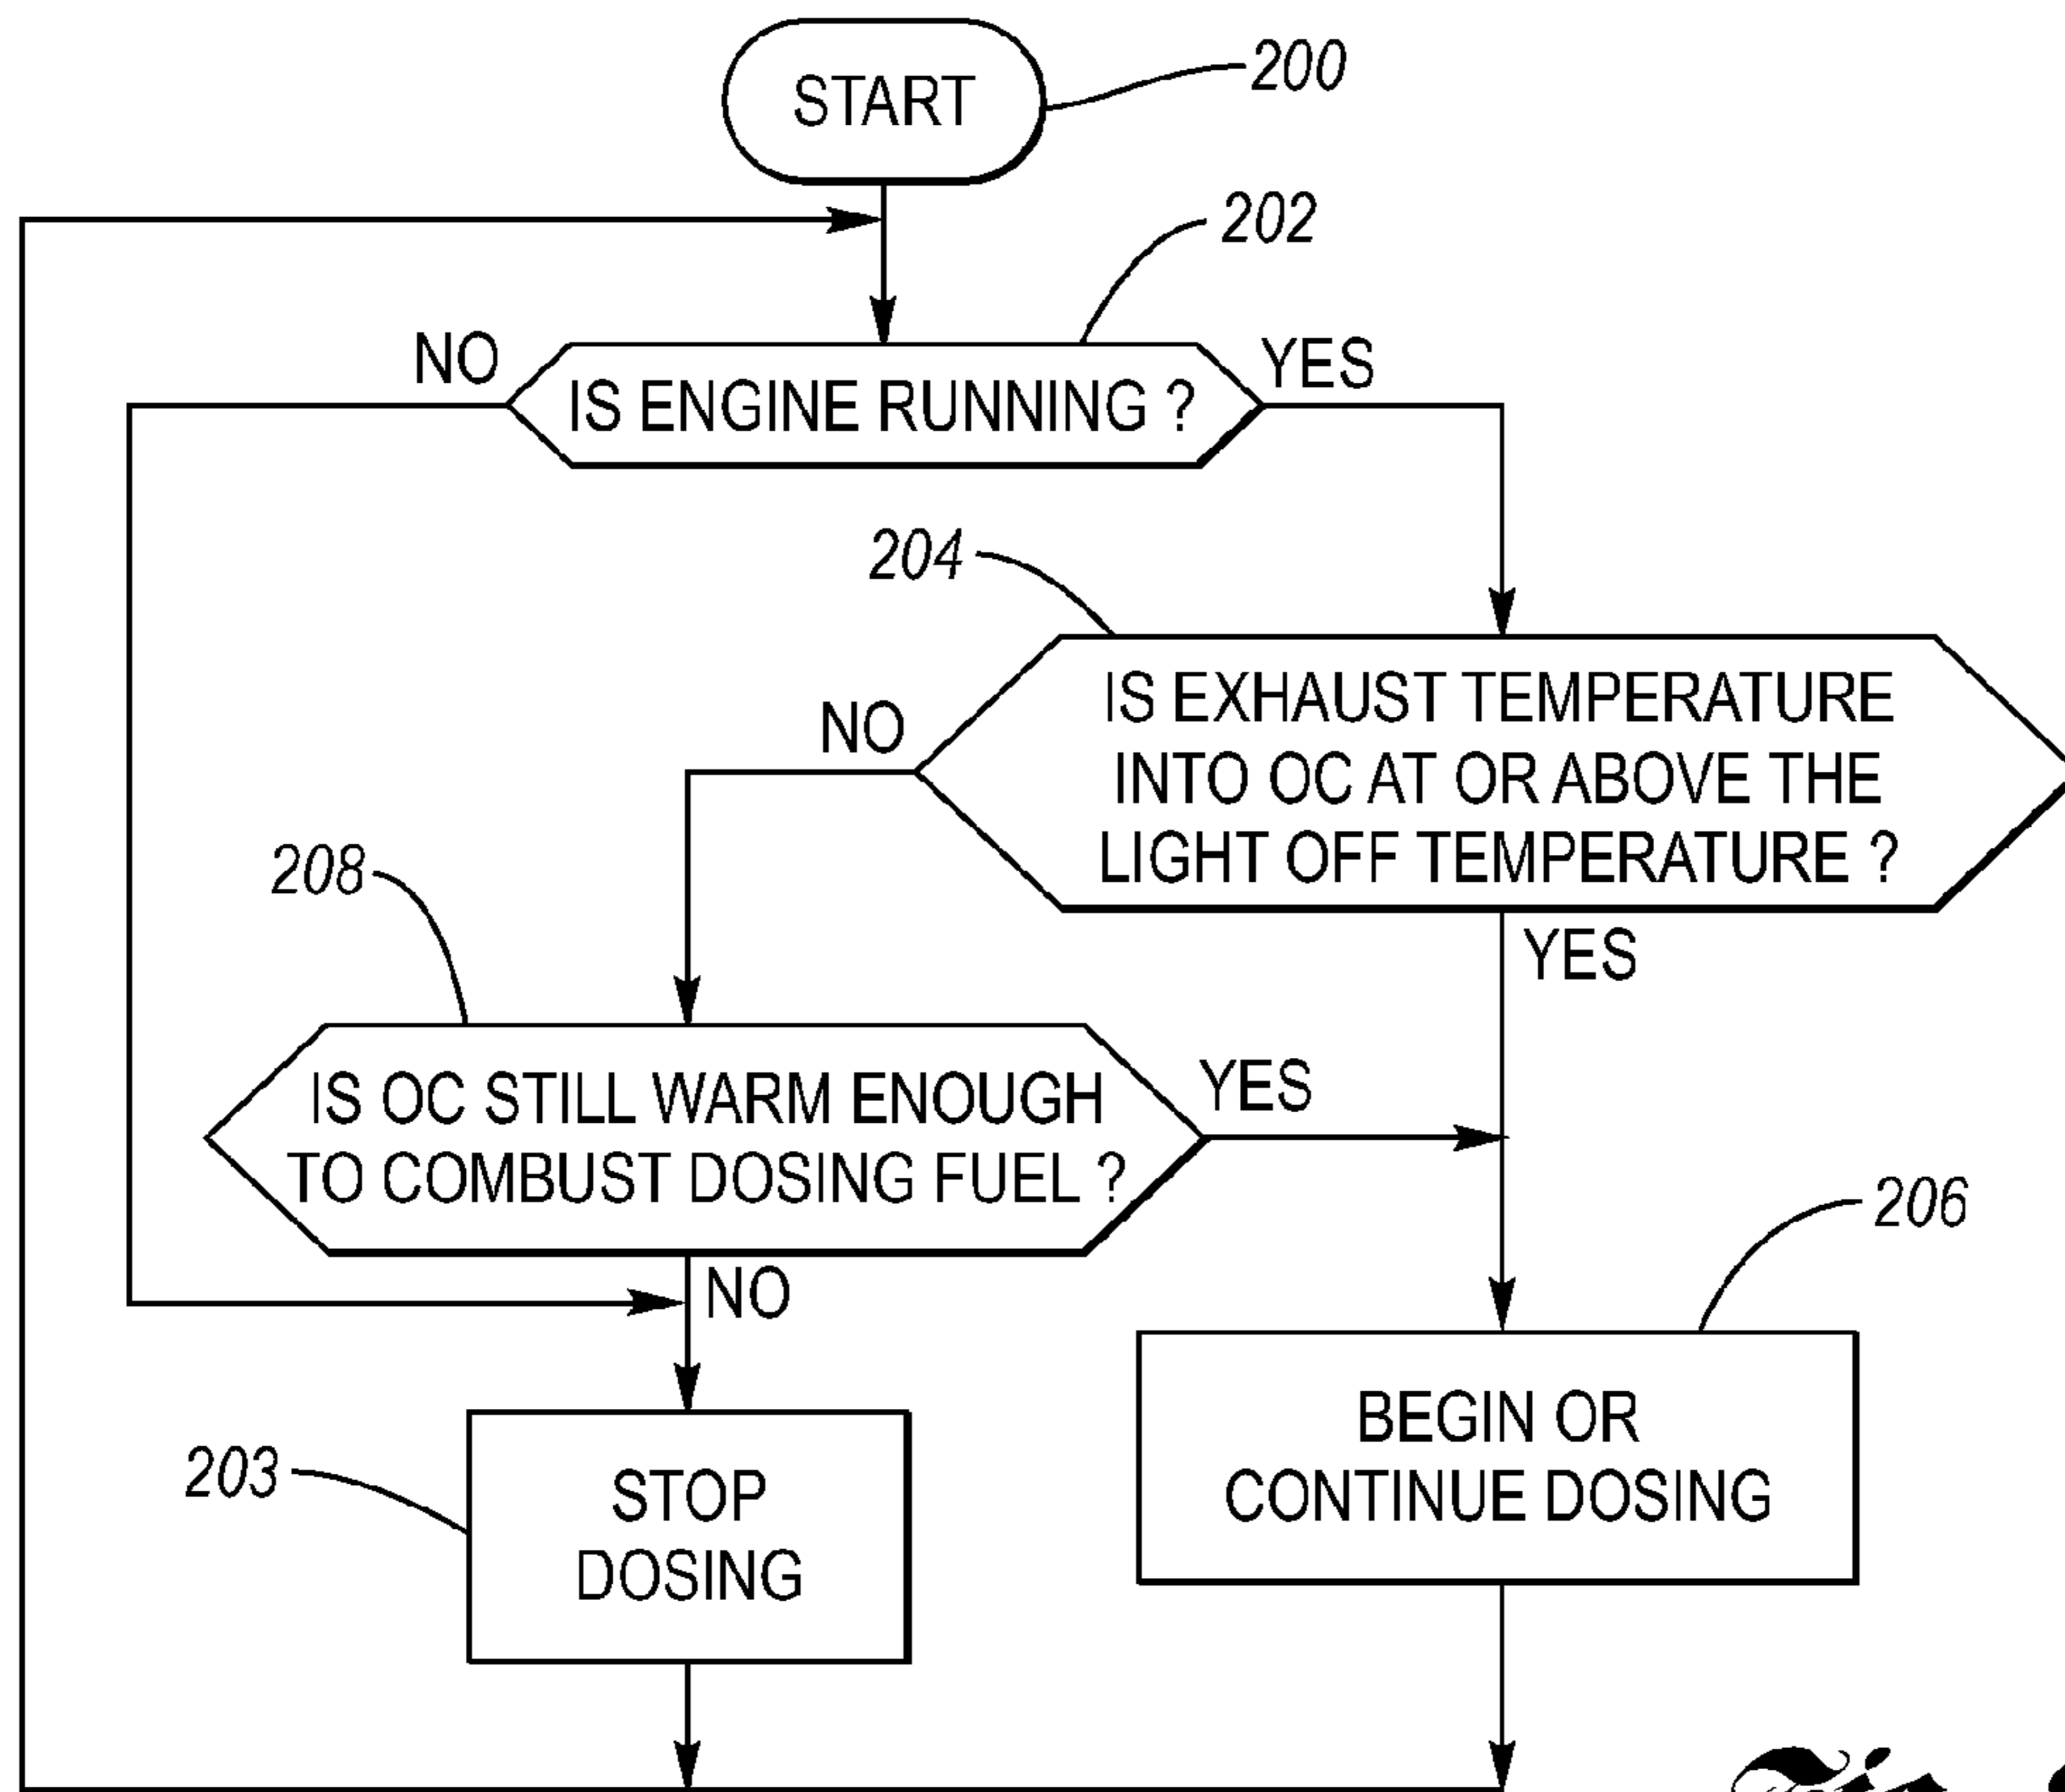 START
200
202
NO
YES
IS ENGINE RUNNING ?
204
IS EXHAUST TEMPERATURE
INTO OC AT OR ABOVE THE
LIGHT OFF TEMPERATURE ?
NO
YES
208
IS OC STILL WARM ENOUGH
TO COMBUST DOSING FUEL ?
YES
NO
206
BEGIN OR
CONTINUE DOSING
203
STOP
DOSING